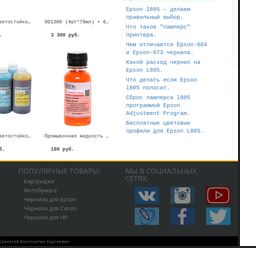 Epson l805 - делаем
правильный выбор.
Что такое "памперс"
принтера.
Чем отличаются Epson-664
и Epson-673 чернила.
Какой расход чернил на
Epson L805.
Что делать если Epson
l805 полосит.
Сброс памперса l805
программой Epson
Adjustment Program.
Бесплатные цветовые
профили для Epson L805.
ветостойко…
901300 (4шт*70мл) + 6…
3 300 руб.
ветостойко…
Промывочная жидкость …
180 руб.
ПОПУЛЯРНЫЕ ТОВАРЫ:
Картриджи
Фотобумага
Чернила для Epson
Чернила для Canon
Чернила для HP
МЫ В СОЦИАЛЬНЫХ
СЕТЯХ:
Константин Сергеевич